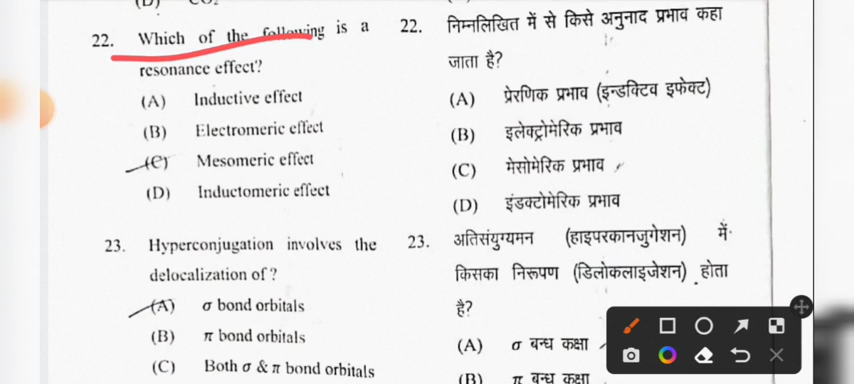 (D) CO₂
22. Which of the following is a
resonance effect?
(A) Inductive effect
(B) Electromeric effect
(C) Mesomeric effect
(D) Inductomeric effect
23. Hyperconjugation involves the
delocalization of ?
(A) σ bond orbitals
(B) π bond orbitals
(C) Both σ & π bond orbitals
22. निम्नलिखित में से किसे अनुनाद प्रभाव कहा
जाता है?
(A) प्रेरणिक प्रभाव (इन्डक्टिव इफेक्ट)
(B) इलेक्ट्रोमेरिक प्रभाव
(C) मेसोमेरिक प्रभाव
(D) इंडक्टोमेरिक प्रभाव
23. अतिसंयुग्यमन (हाइपरकानजुगेशन) में
किसका निरूपण (डिलोकलाइजेशन) होता
है?
(A) σ बन्ध कक्षा
(B) π बन्ध कक्षा